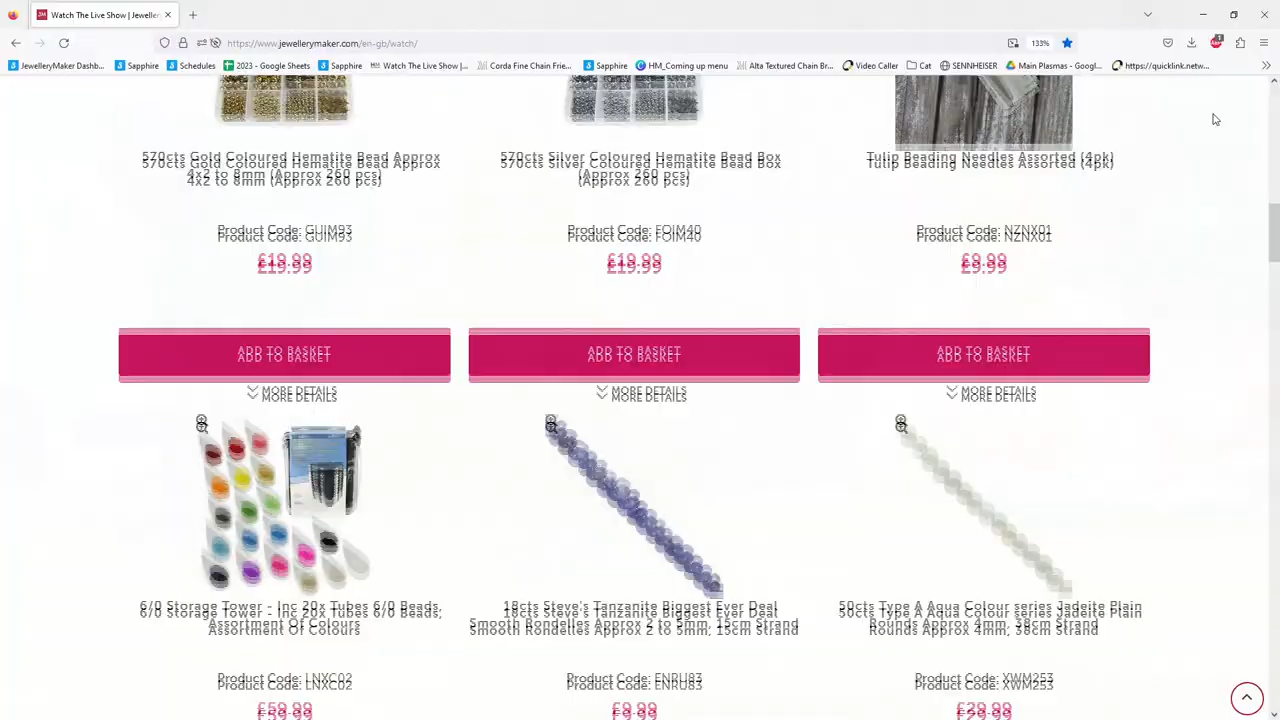 Watch The Live Show | Jeweller
https://www.jewellerymaker.com/en-gb/watch/
133%
JewelleryMaker Dashb...
Sapphire
Schedules
2023 - Google Sheets
Sapphire
Watch The Live Show |...
Corda Fine Chain Frie...
Sapphire
HM_Coming up menu
Alta Textured Chain Br...
Video Caller
Cat
SENNHEISER
Main Plasmas - Googl...
https://quicklink.netw...
570cts Gold Coloured Hematite Bead Approx
4x2 to 8mm (Approx 260 pcs)
Product Code: GUIM93
£19.99
ADD TO BASKET
MORE DETAILS
570cts Silver Coloured Hematite Bead Box
(Approx 260 pcs)
Product Code: FOIM40
£19.99
ADD TO BASKET
MORE DETAILS
Tulip Beading Needles Assorted (4pk)
Product Code: NZNX01
£9.99
ADD TO BASKET
MORE DETAILS
6/0 Storage Tower - Inc 20x Tubes 6/0 Beads;
Assortment Of Colours
Product Code: LNXC02
£59.99
18cts Steve's Tanzanite Biggest Ever Deal
Smooth Rondelles Approx 2 to 5mm, 15cm Strand
Product Code: ENRU83
£9.99
50cts Type A Aqua Colour series Jadeite Plain
Rounds Approx 4mm, 38cm Strand
Product Code: XWM253
£29.99